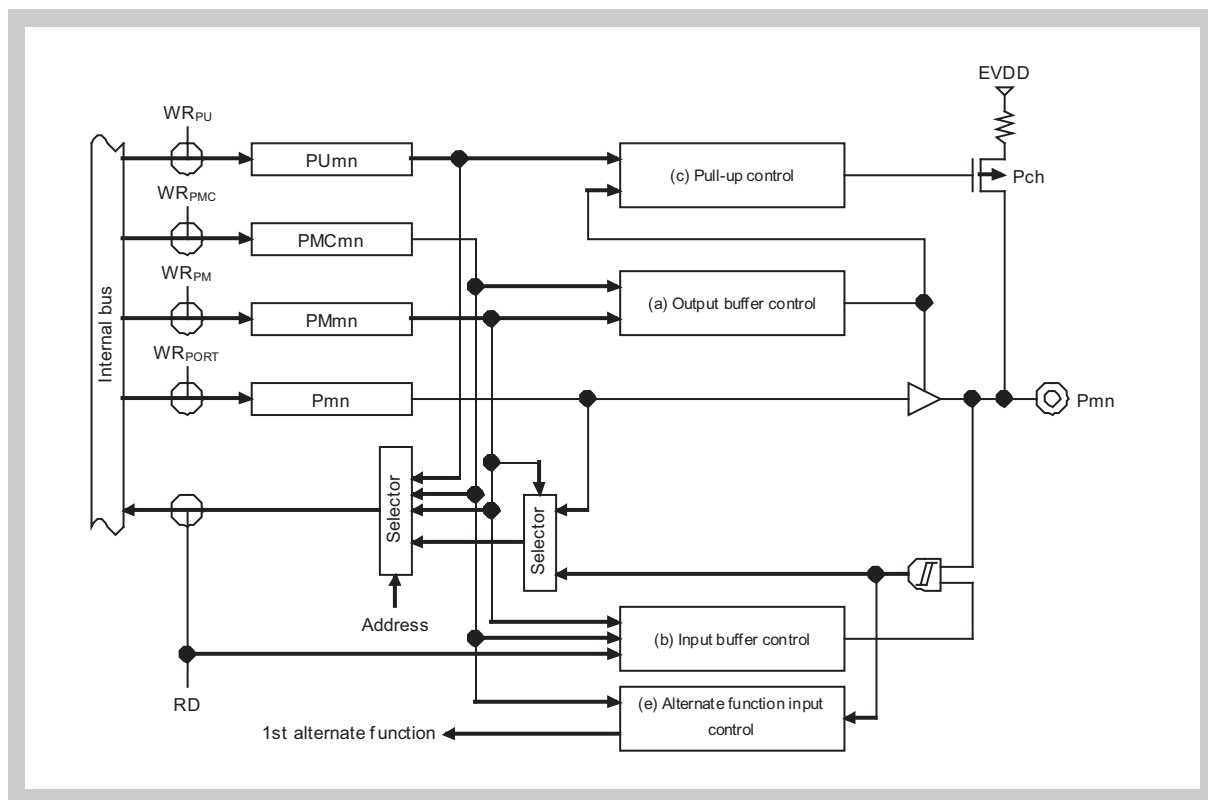 EVDD
WRPU
PUmn
(c) Pull-up control
Pch
WRPMC
PMCmn
WRPM
PMmn
(a) Output buffer control
Internal bus
WRPORT
Pmn
Pmn
Selector
Selector
Address
(b) Input buffer control
RD
(e) Alternate function input
control
1st alternate function